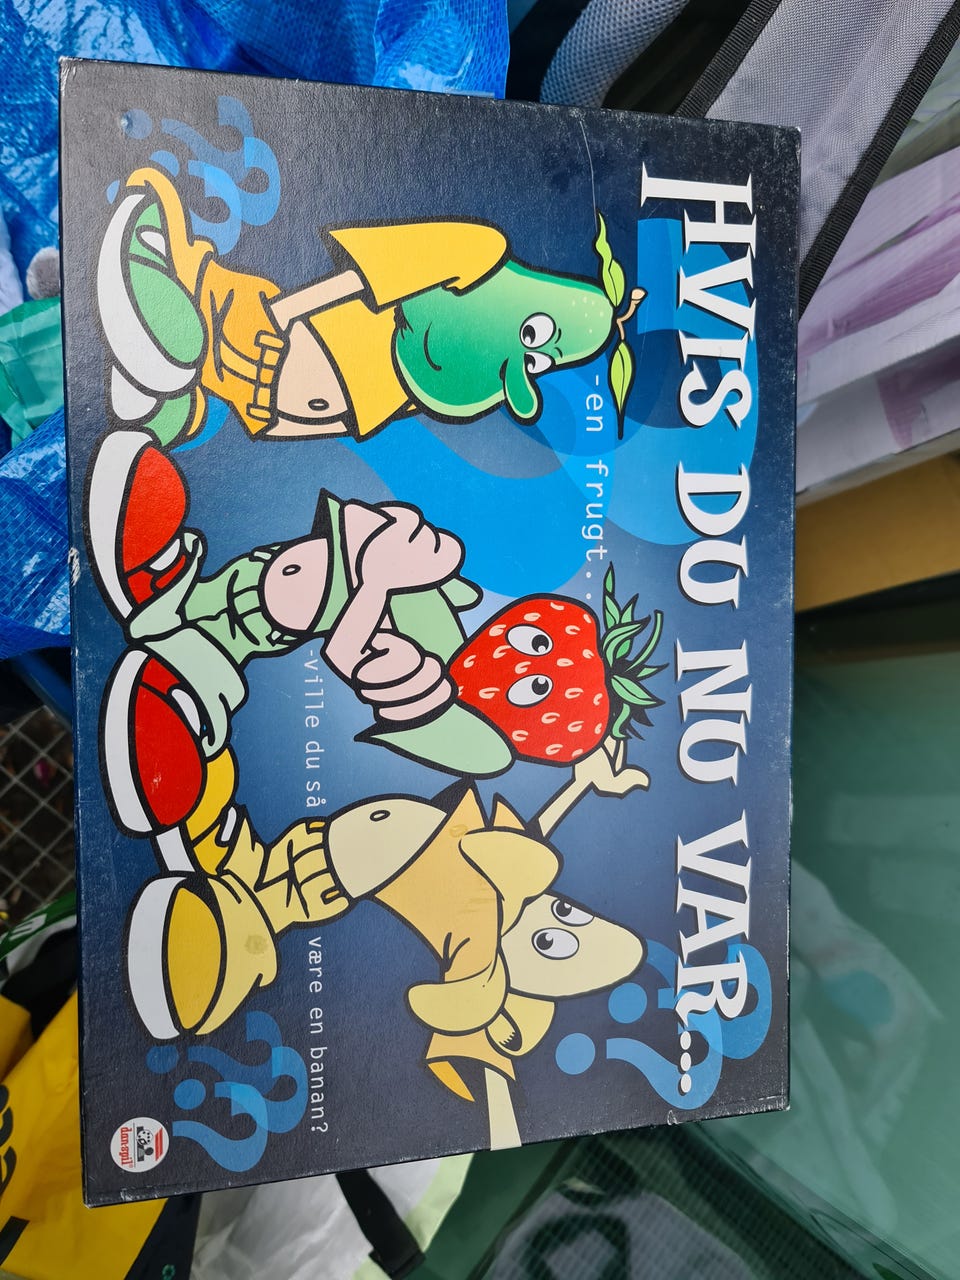 HVIS DU NU VAR...
-en frugt...
-ville du så være en banan?
danspil